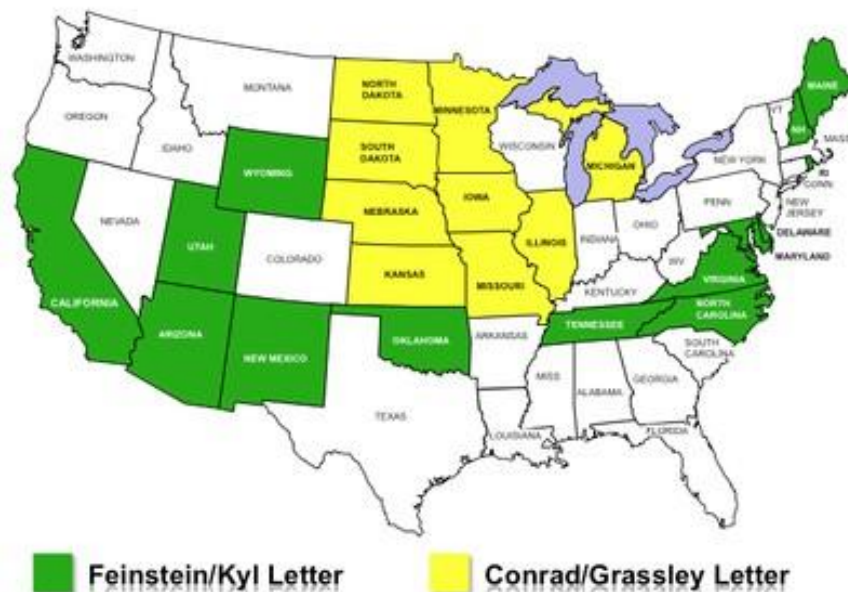 WASHINGTON
MONTANA
NORTH
DAKOTA
MINNESOTA
MAINE
OREGON
IDAHO
SOUTH
DAKOTA
WISCONSIN
MICHIGAN
VT
NH
MASS
NEW YORK
RI
CONN
WYOMING
IOWA
NEBRASKA
PENN
NEW
JERSEY
NEVADA
UTAH
COLORADO
ILLINOIS
INDIANA
OHIO
DELAWARE
MARYLAND
WV
VIRGINIA
CALIFORNIA
KANSAS
MISSOURI
KENTUCKY
ARIZONA
NEW MEXICO
OKLAHOMA
ARKANSAS
TENNESSEE
NORTH
CAROLINA
SOUTH
CAROLINA
TEXAS
LOUISIANA
MISS
ALABAMA
GEORGIA
FLORIDA
Feinstein/Kyl Letter
Conrad/Grassley Letter